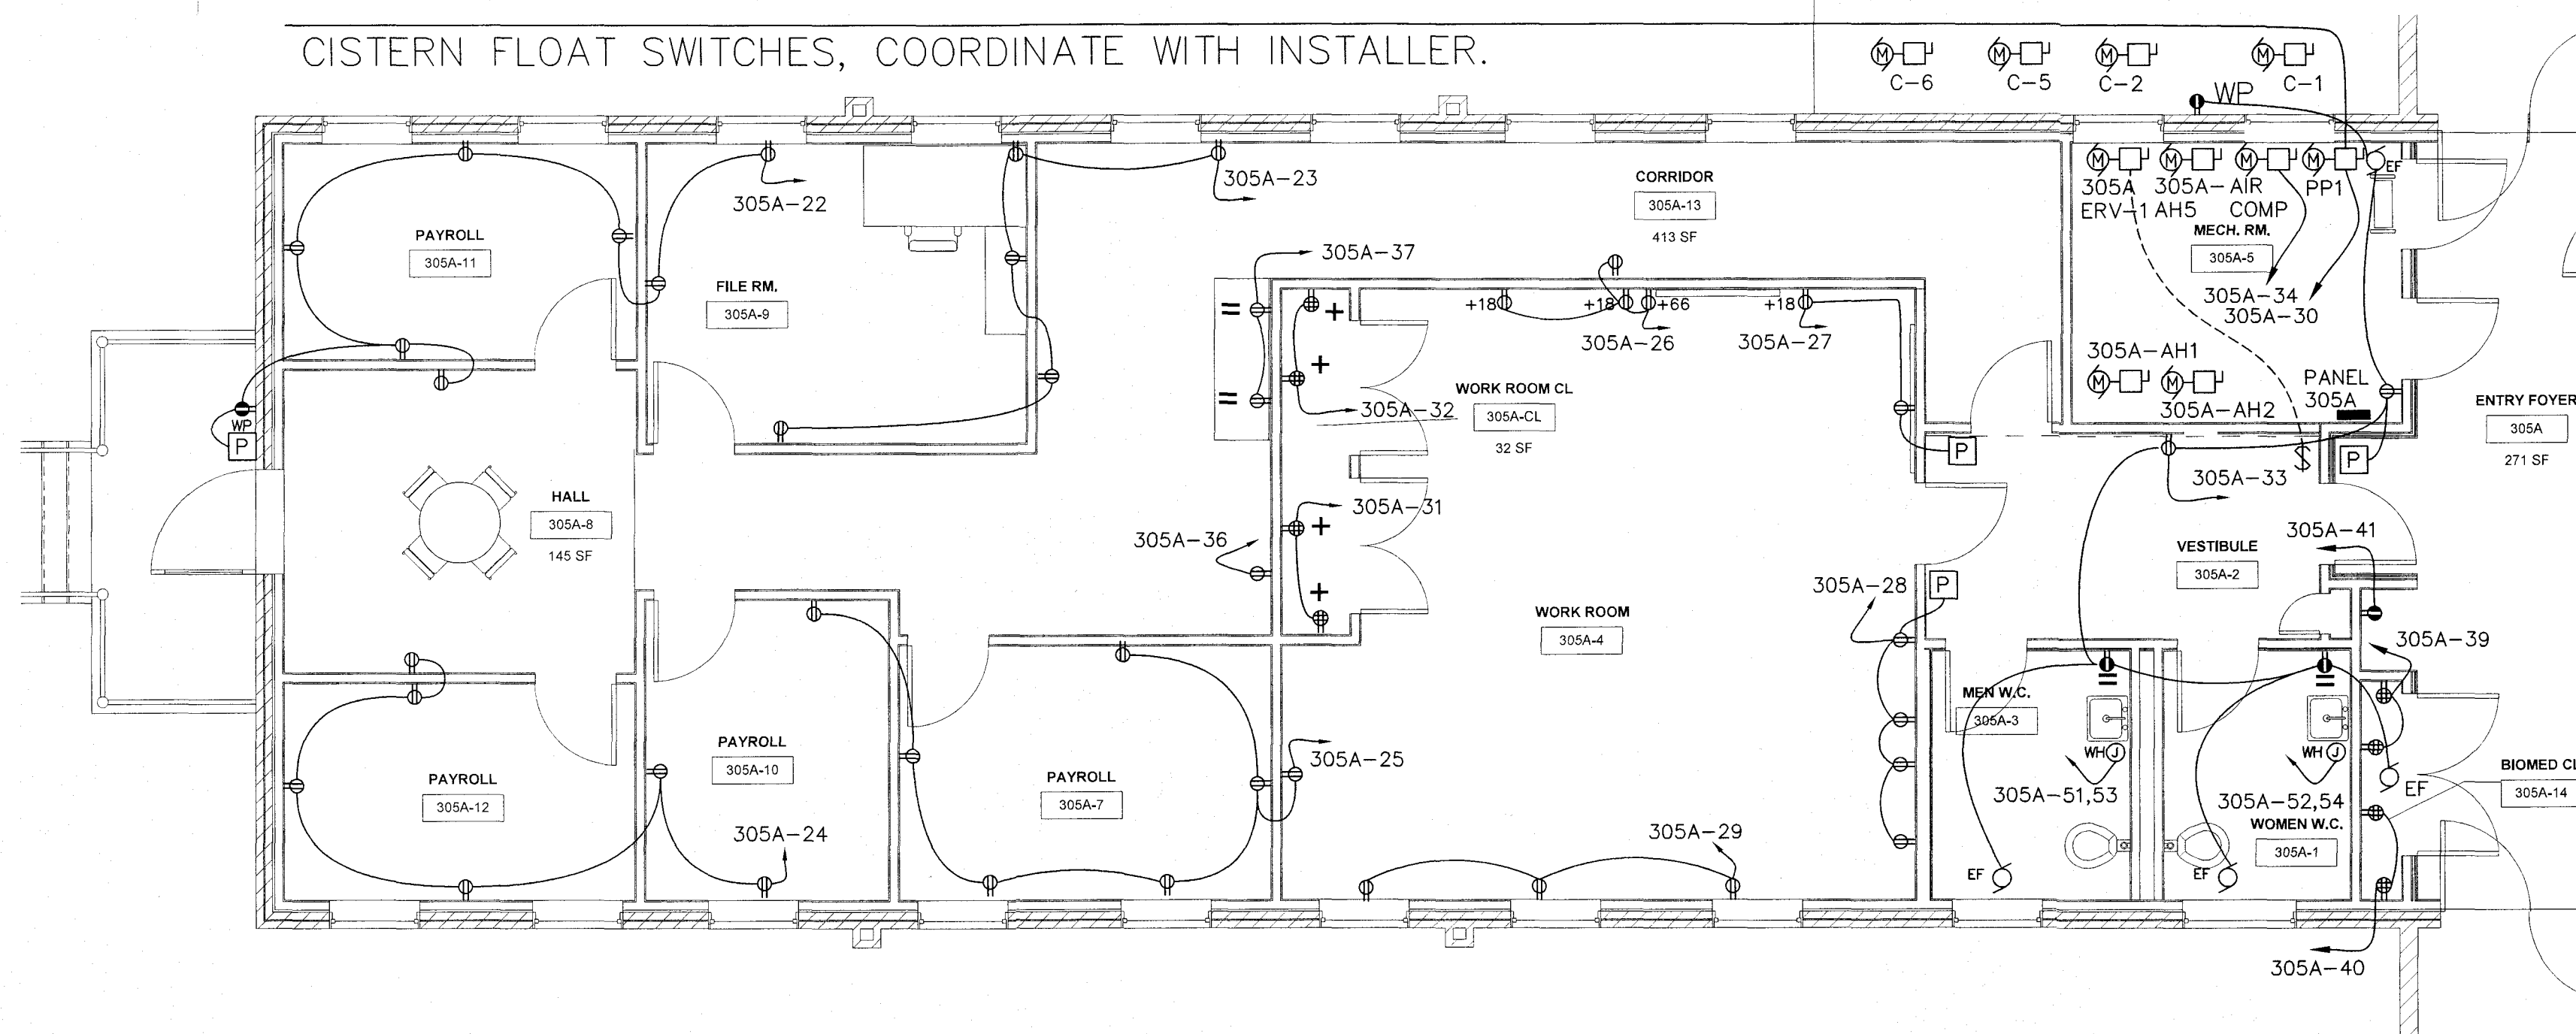 CISTERN FLOAT SWITCHES, COORDINATE WITH INSTALLER.
M
C-6
M
C-5
M
C-2
M
C-1
WP
305A-22
305A-23
CORRIDOR
305A-13
413 SF
M
305A
ERV-1
M
305A-
AH5
M
AIR
COMP
M
PP1
EF
MECH. RM.
305A-5
PAYROLL
305A-11
FILE RM.
305A-9
305A-37
=
=
+
+
305A-32
WORK ROOM CL
305A-CL
32 SF
+18
+18
+66
305A-26
+18
305A-27
305A-34
305A-30
305A-AH1
M
M
305A-AH2
PANEL
305A
ENTRY FOYER
305A
271 SF
WP
P
P
P
$
305A-33
HALL
305A-8
145 SF
305A-36
305A-31
+
+
305A-28
P
305A-41
VESTIBULE
305A-2
WORK ROOM
305A-4
305A-39
MEN W.C.
305A-3
=
=
PAYROLL
305A-12
PAYROLL
305A-10
305A-24
PAYROLL
305A-7
305A-25
305A-29
WH J
305A-51,53
WH J
305A-52,54
WOMEN W.C.
305A-1
EF
EF
EF
BIOMED CL
305A-14
305A-40